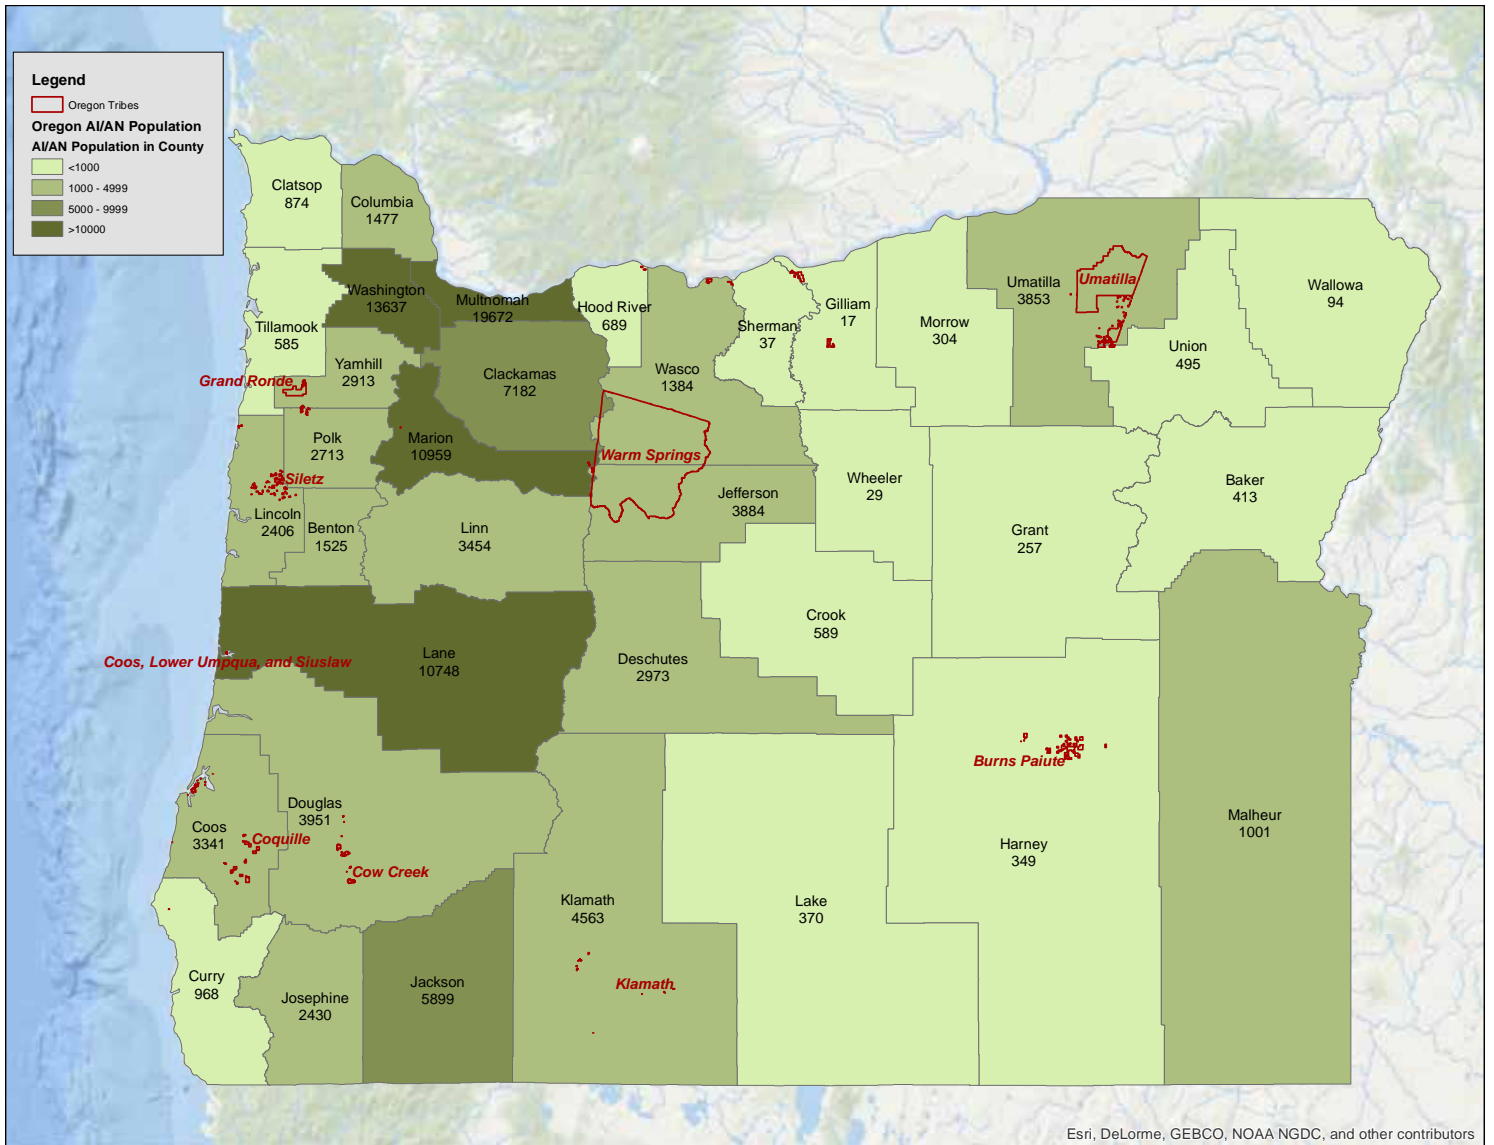 Legend
Oregon Tribes
Oregon AI/AN Population
AI/AN Population in County
<1000
1000 - 4999
5000 - 9999
>10000
Clatsop
874
Columbia
1477
Washington
13637
Multnomah
19672
Hood River
689
Tillamook
585
Yamhill
2913
Clackamas
7182
Wasco
1384
Sherman
37
Gilliam
17
Morrow
304
Umatilla
3853
Umatilla
Union
495
Wallowa
94
Grand Ronde
Polk
2713
Marion
10959
Warm Springs
Siletz
Lincoln
2406
Benton
1525
Linn
3454
Jefferson
3884
Wheeler
29
Grant
257
Baker
413
Crook
589
Coos, Lower Umpqua, and Siuslaw
Lane
10748
Deschutes
2973
Burns Paiute
Harney
349
Malheur
1001
Douglas
3951
Coos
3341
Coquille
Cow Creek
Klamath
4563
Klamath
Lake
370
Curry
968
Josephine
2430
Jackson
5899
Esri, DeLorme, GEBCO, NOAA NGDC, and other contributors